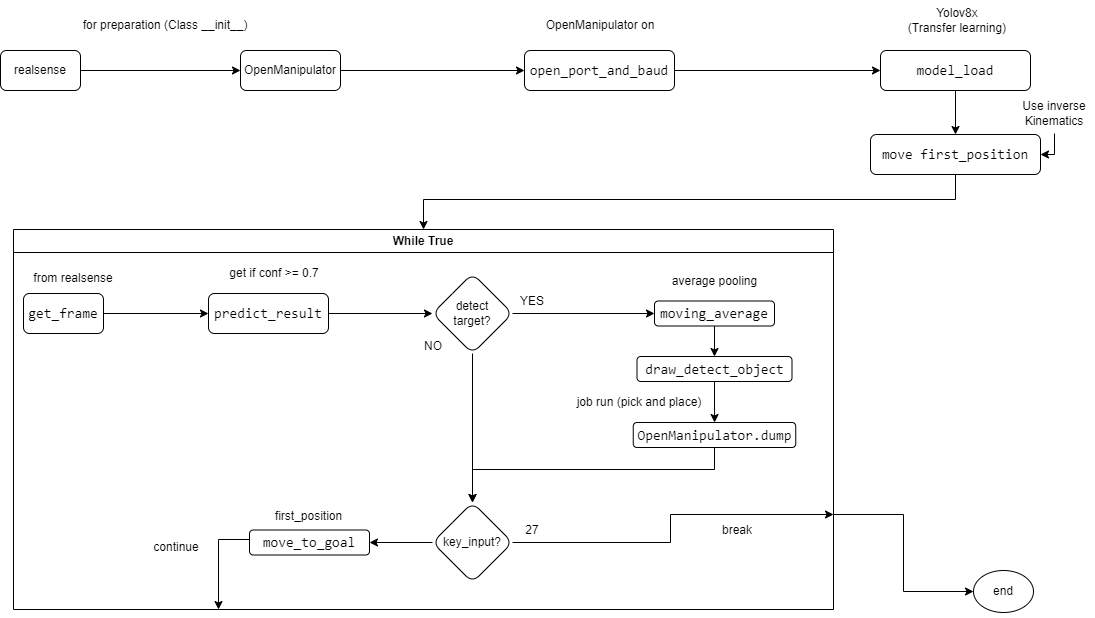 for preparation (Class __init__)
OpenManipulator on
Yolov8x
(Transfer learning)
realsense
OpenManipulator
open_port_and_baud
model_load
Use inverse
Kinematics
move first_position
While True
from realsense
get if conf >= 0.7
average pooling
get_frame
predict_result
detect
target?
YES
NO
moving_average
draw_detect_object
job run (pick and place)
OpenManipulator.dump
first_position
continue
move_to_goal
key_input?
27
break
end